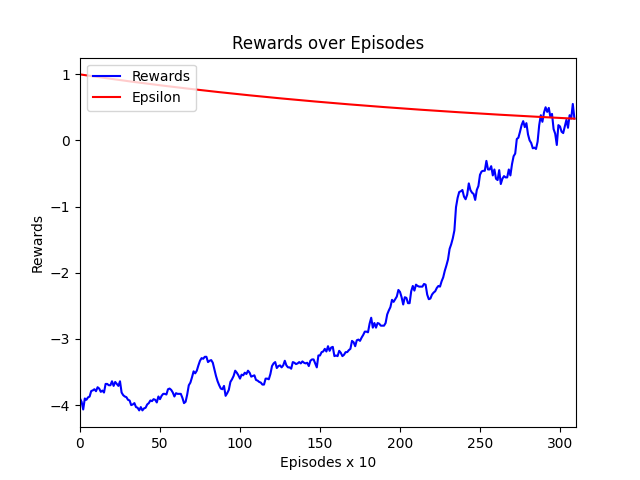 Rewards over Episodes
Rewards
Epsilon
1
0
−1
−2
−3
−4
Rewards
0 50 100 150 200 250 300
Episodes x 10